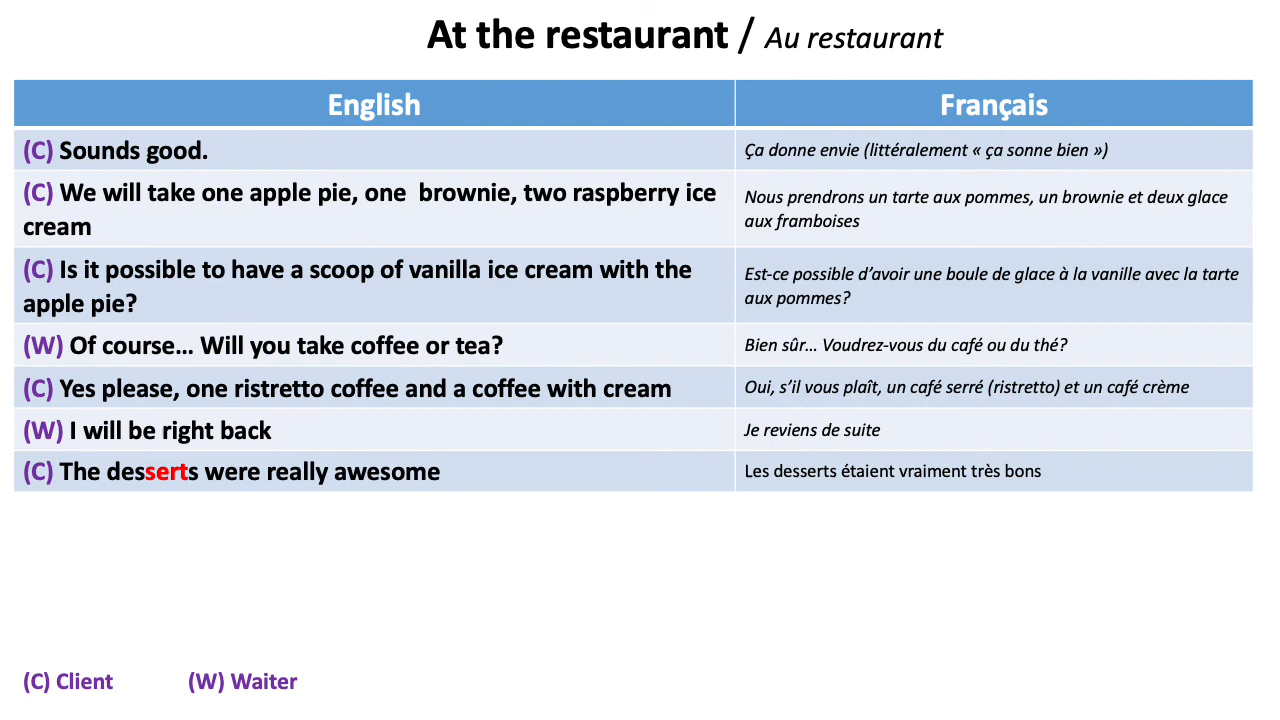 At the restaurant / Au restaurant
English
Français
(C) Sounds good.
Ça donne envie (littéralement « ça sonne bien »)
(C) We will take one apple pie, one  brownie, two raspberry ice
cream
Nous prendrons un tarte aux pommes, un brownie et deux glace
aux framboises
(C) Is it possible to have a scoop of vanilla ice cream with the
apple pie?
Est-ce possible d’avoir une boule de glace à la vanille avec la tarte
aux pommes?
(W) Of course… Will you take coffee or tea?
Bien sûr… Voudrez-vous du café ou du thé?
(C) Yes please, one ristretto coffee and a coffee with cream
Oui, s’il vous plaît, un café serré (ristretto) et un café crème
(W) I will be right back
Je reviens de suite
(C) The desserts were really awesome
Les desserts étaient vraiment très bons
(C) Client
(W) Waiter